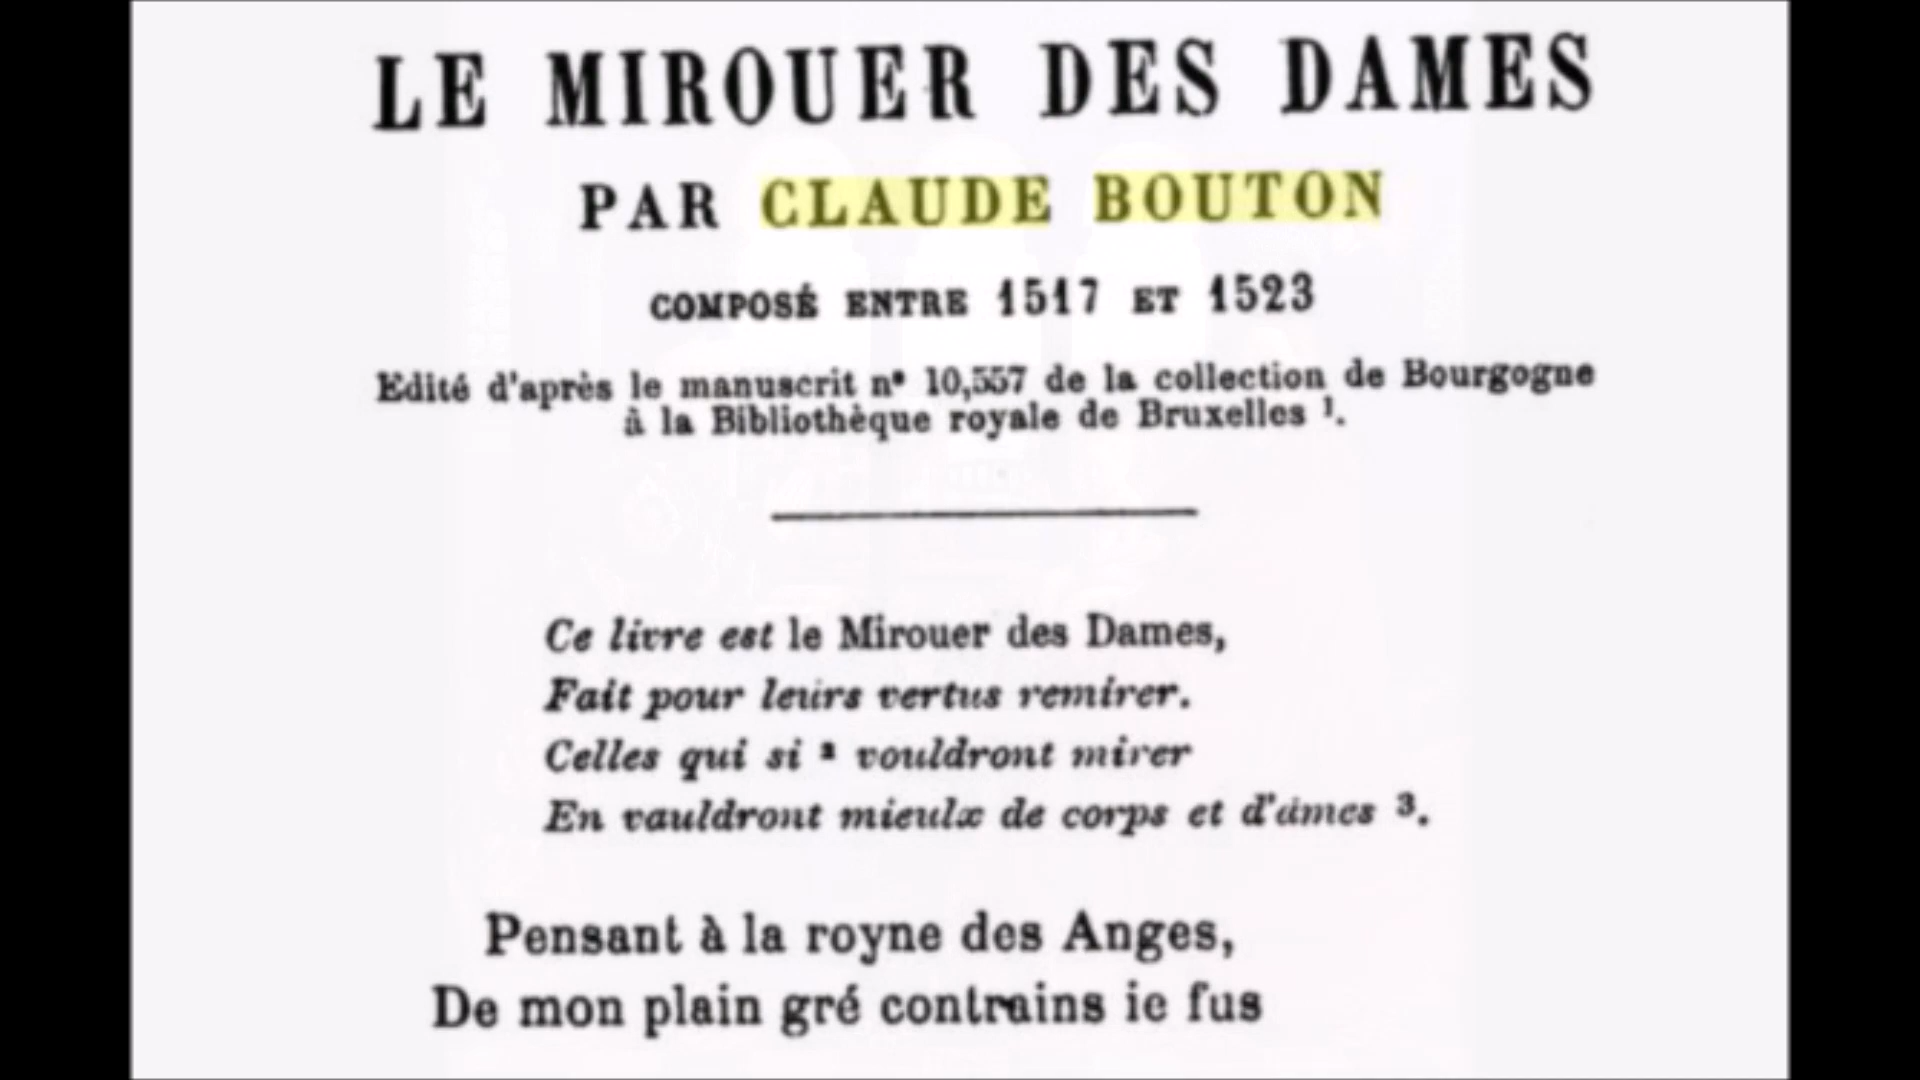 LE MIROUER DES DAMES
PAR CLAUDE BOUTON
COMPOSÉ ENTRE 1517 ET 1523
Edité d'après le manuscrit n° 10,557 de la collection de Bourgogne
à la Bibliothèque royale de Bruxelles ¹.
Ce livre est le Mirouer des Dames,
Fait pour leurs vertus remirer.
Celles qui si ² vouldront mirer
En vauldront mieulx de corps et d'ames ³.
Pensant à la royne des Anges,
De mon plain gré contrains ie fus